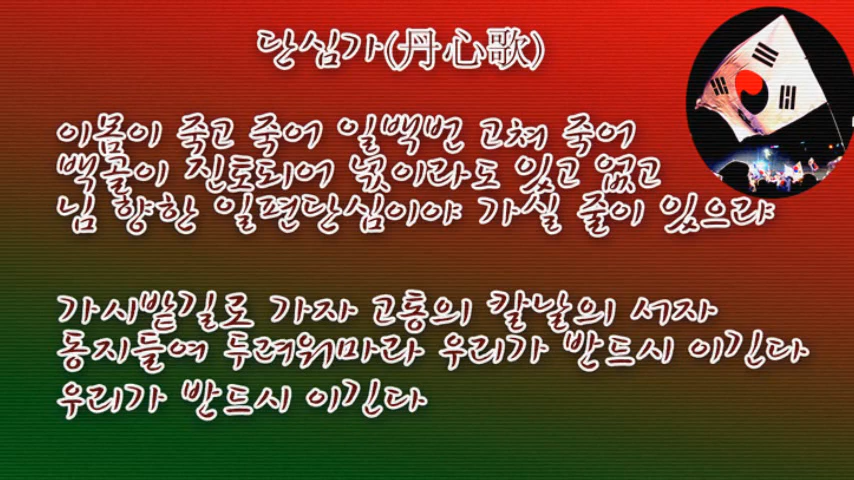 단심가(丹心歌)
이몸이 죽고 죽어 일백번 고쳐 죽어
백골이 진토되어 넋이라도 있고 없고
님 향한 일편단심이야 가실 줄이 있으랴
가시밭길로 가자 고통의 칼날의 서자
동지들여 두려워마라 우리가 반드시 이긴다
우리가 반드시 이긴다